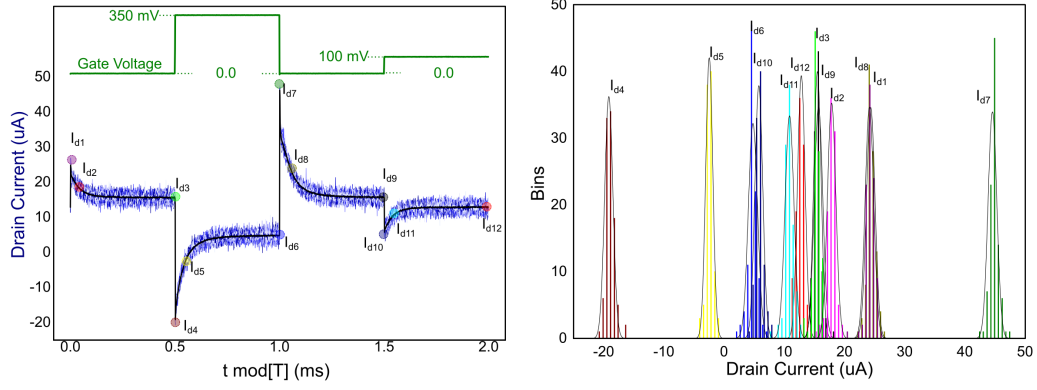 350 mV
100 mV
Gate Voltage
0.0
0.0
50
40
30
20
10
0
-10
-20
Drain Current (uA)
Id1
Id2
Id3
Id4
Id5
Id6
Id7
Id8
Id9
Id10
Id11
Id12
0.0
0.5
1.0
1.5
2.0
t mod[T] (ms)
50
40
30
20
10
0
Bins
Id4
Id5
Id6
Id10
Id11
Id12
Id3
Id9
Id2
Id8
Id1
Id7
-20
-10
0
10
20
30
40
50
Drain Current (uA)